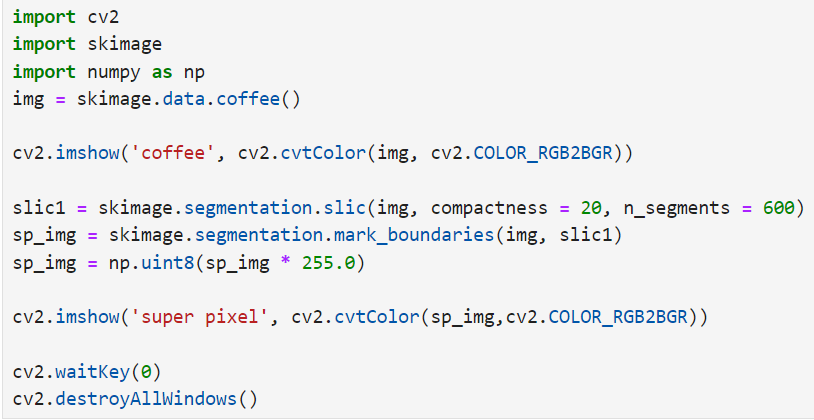 import cv2
import skimage
import numpy as np
img = skimage.data.coffee()
cv2.imshow('coffee', cv2.cvtColor(img, cv2.COLOR_RGB2BGR))
slic1 = skimage.segmentation.slic(img, compactness = 20, n_segments = 600)
sp_img = skimage.segmentation.mark_boundaries(img, slic1)
sp_img = np.uint8(sp_img * 255.0)
cv2.imshow('super pixel', cv2.cvtColor(sp_img,cv2.COLOR_RGB2BGR))
cv2.waitKey(0)
cv2.destroyAllWindows()